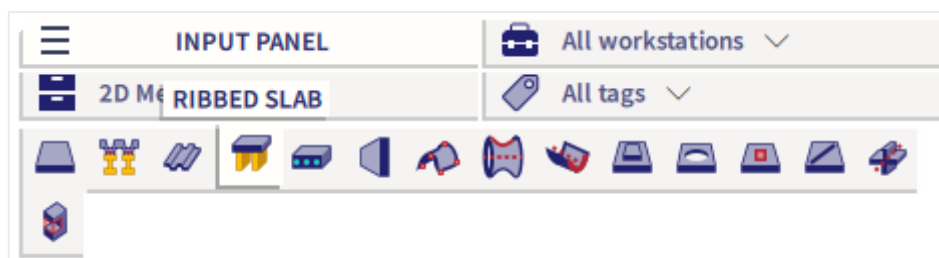 INPUT PANEL
All workstations
2D Me
RIBBED SLAB
All tags